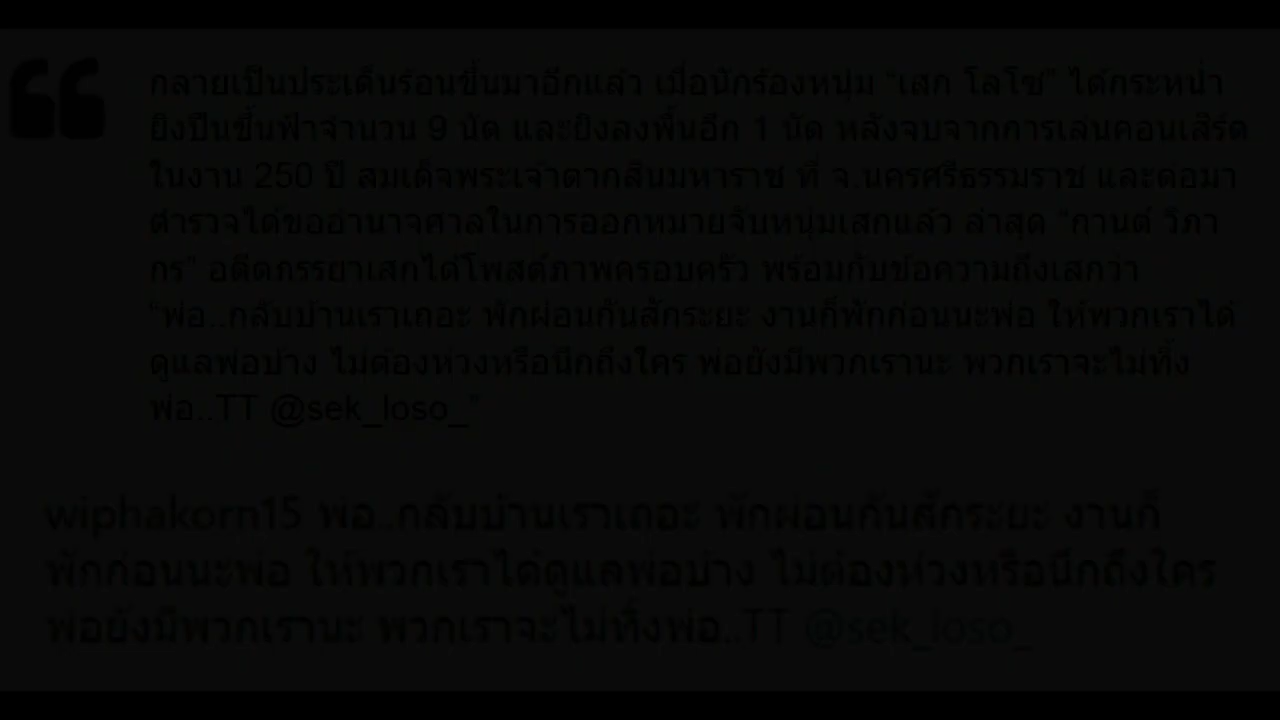 กลายเป็นประเด็นร้อนขึ้นมาอีกแล้ว เมื่อนักร้องหนุ่ม “เสก โลโซ” ได้กระหน่ำ
ยิงปืนขึ้นฟ้าจำนวน 9 นัด และยิงลงพื้นอีก 1 นัด หลังจบจากการเล่นคอนเสิร์ต
ในงาน 250 ปี สมเด็จพระเจ้าตากสินมหาราช ที่ จ.นครศรีธรรมราช และต่อมา
ตำรวจได้ขออำนาจศาลในการออกหมายจับหนุ่มเสกแล้ว ล่าสุด “กานต์ วิภา
กร” อดีตภรรยาเสกได้โพสต์ภาพครอบครัว พร้อมกับข้อความถึงเสกว่า
“พ่อ..กลับบ้านเราเถอะ พักผ่อนกันสักระยะ งานก็พักก่อนนะพ่อ ให้พวกเราได้
ดูแลพ่อบ้าง ไม่ต้องห่วงหรือนึกถึงใคร พ่อยังมีพวกเรานะ พวกเราจะไม่ทิ้ง
พ่อ..TT @sek_loso_”
wiphakorn15 พ่อ..กลับบ้านเราเถอะ พักผ่อนกันสักระยะ งานก็
พักก่อนนะพ่อ ให้พวกเราได้ดูแลพ่อบ้าง ไม่ต้องห่วงหรือนึกถึงใคร
พ่อยังมีพวกเรานะ พวกเราจะไม่ทิ้งพ่อ..TT @sek_loso_